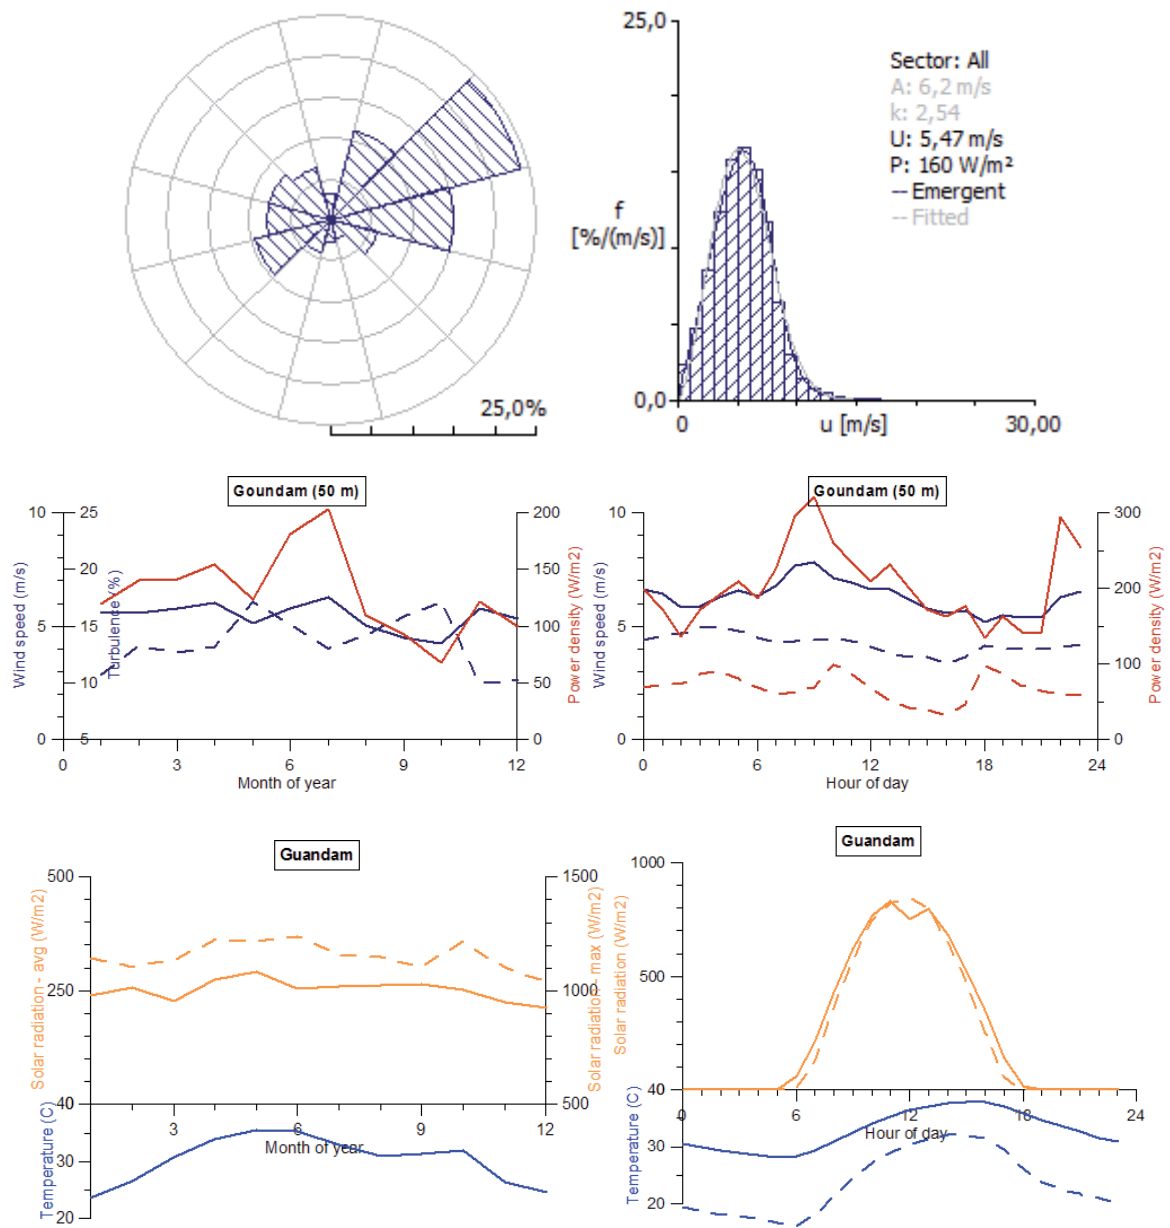 25,0%
25,0
f
[%/(m/s)]
0,0
0
u [m/s]
30,00
Sector: All
A: 6,2 m/s
k: 2,54
U: 5,47 m/s
P: 160 W/m²
Emergent
Fitted
Goundam (50 m)
10
5
0
Wind speed (m/s)
25
20
15
10
5
Turbulence (%)
200
150
100
50
0
Power density (W/m2)
0
3
6
9
12
Month of year
Goundam (50 m)
10
5
0
Wind speed (m/s)
300
200
100
0
Power density (W/m2)
0
6
12
18
24
Hour of day
Guandam
500
250
Solar radiation - avg (W/m2)
1500
1000
500
Solar radiation - max (W/m2)
40
30
20
Temperature (C)
3
6
9
12
Month of year
Guandam
1000
500
Solar radiation (W/m2)
40
30
20
Temperature (C)
0
6
12
18
24
Hour of day